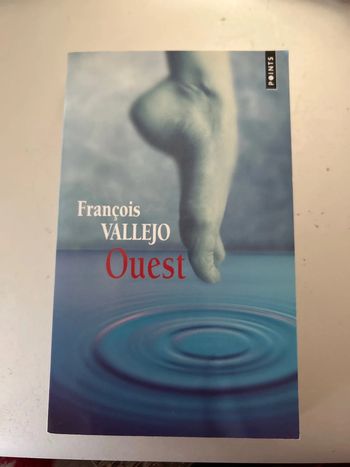 POINTS
François
VALLEJO
Ouest